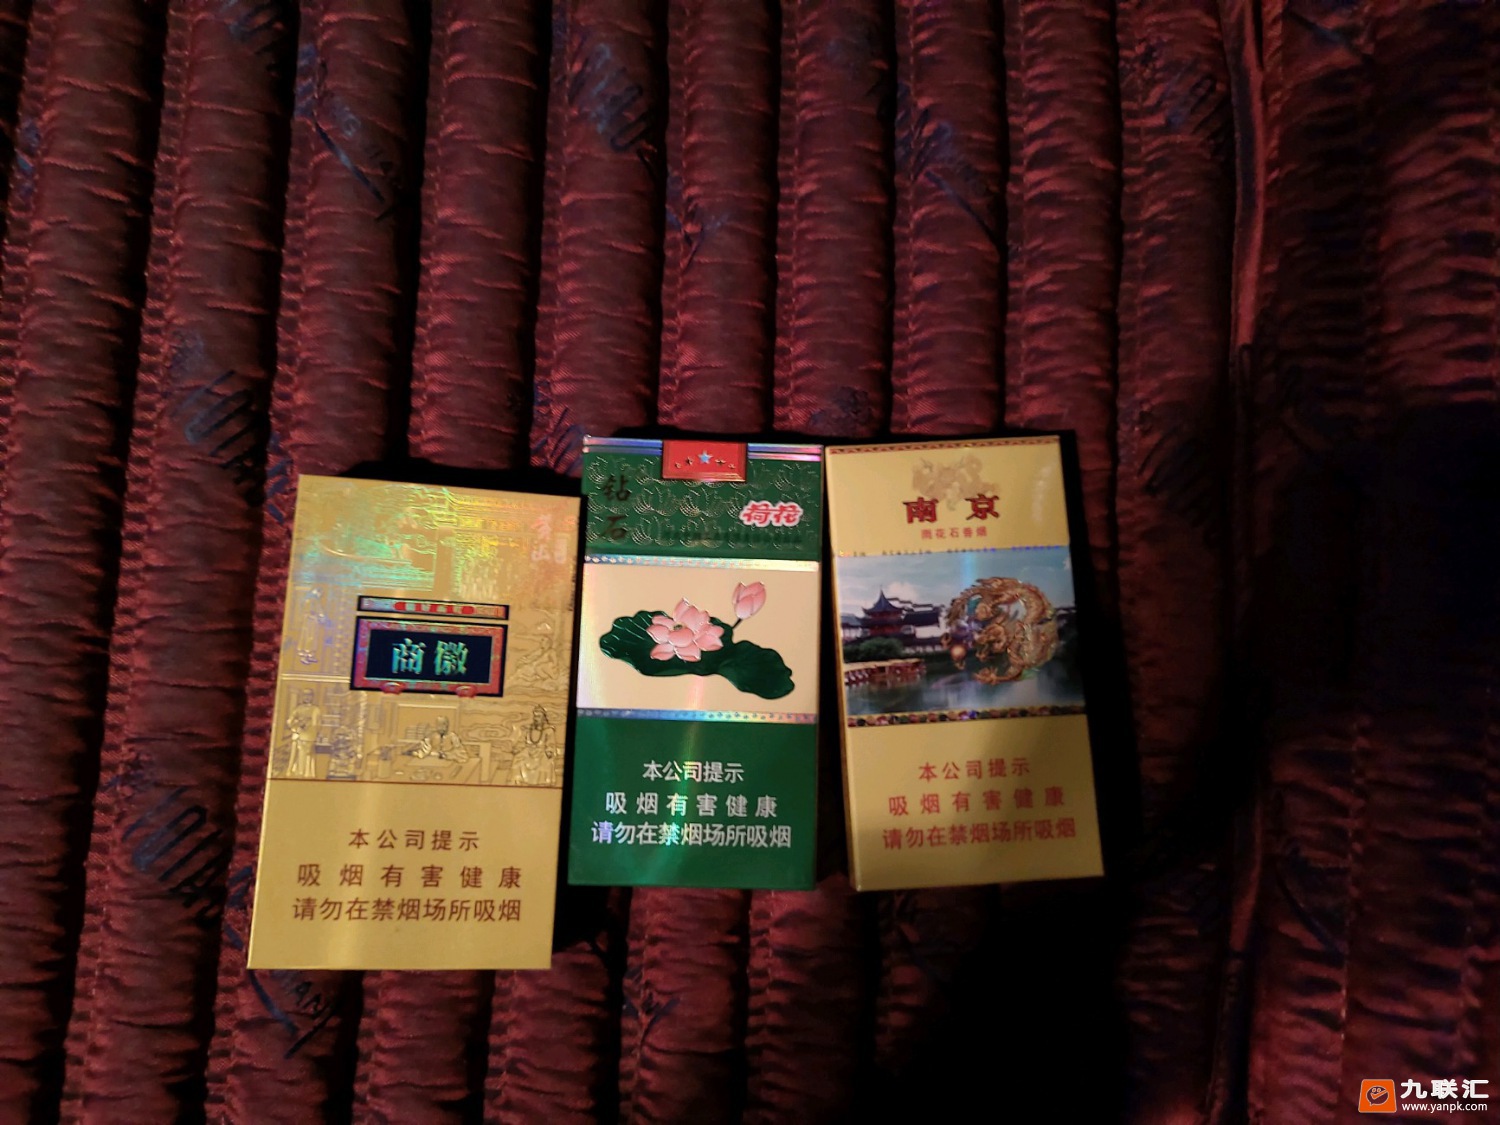 黄山
商徽
本公司提示
吸烟有害健康
请勿在禁烟场所吸烟
钻石
荷花
本公司提示
吸烟有害健康
请勿在禁烟场所吸烟
南京
雨花石香烟
本公司提示
吸烟有害健康
请勿在禁烟场所吸烟
九联汇
www.yanpk.com